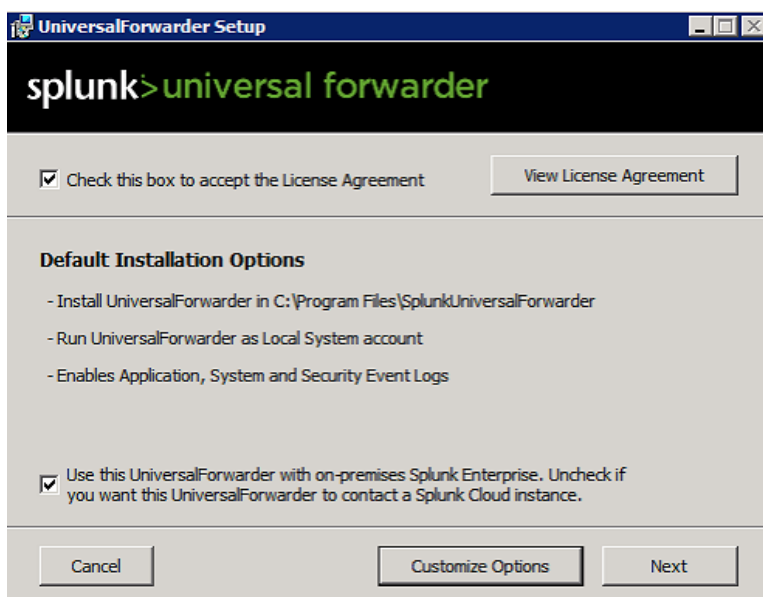 UniversalForwarder Setup
splunk>universal forwarder
Check this box to accept the License Agreement
View License Agreement
Default Installation Options
- Install UniversalForwarder in C:\Program Files\SplunkUniversalForwarder
- Run UniversalForwarder as Local System account
- Enables Application, System and Security Event Logs
Use this UniversalForwarder with on-premises Splunk Enterprise. Uncheck if
you want this UniversalForwarder to contact a Splunk Cloud instance.
Cancel
Customize Options
Next